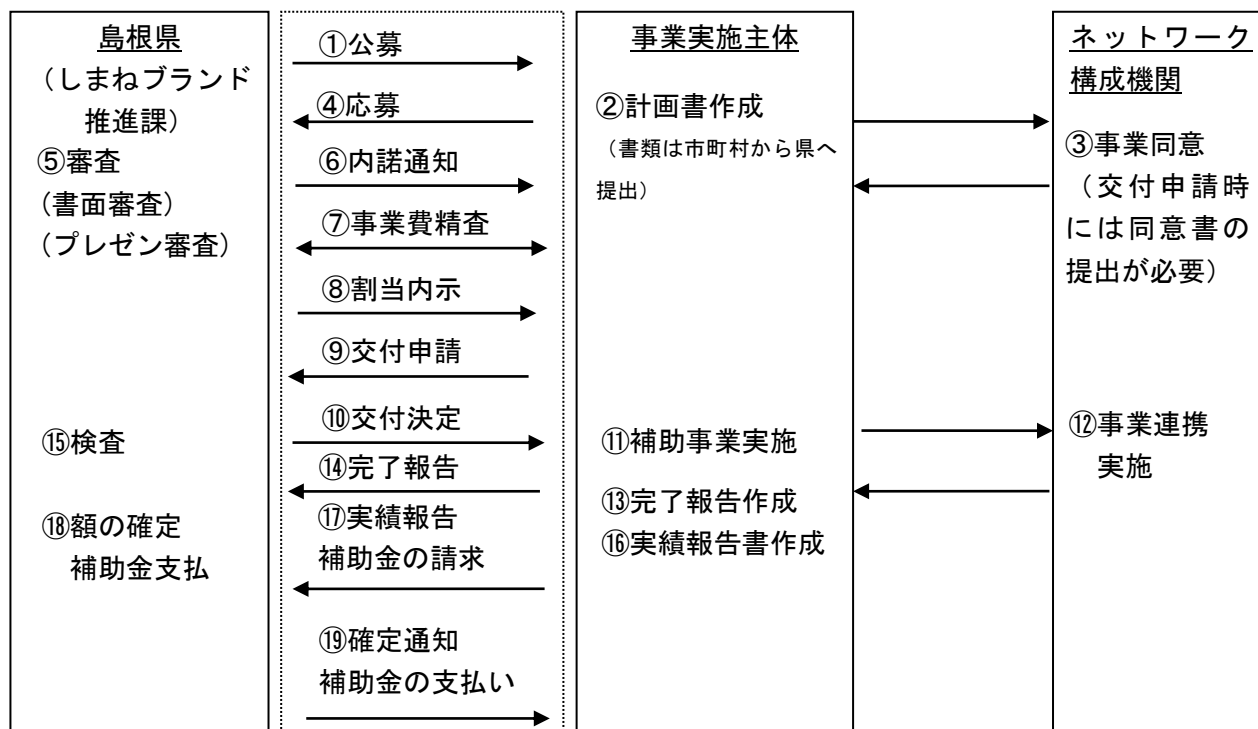 島根県
（しまねブランド
推進課）
⑤審査
（書面審査）
（プレゼン審査）
⑮検査
⑱額の確定
補助金支払
①公募
④応募
⑥内諾通知
⑦事業費精査
⑧割当内示
⑨交付申請
⑩交付決定
⑭完了報告
⑰実績報告
補助金の請求
⑲確定通知
補助金の支払い
事業実施主体
②計画書作成
（書類は市町村から県へ
提出）
⑪補助事業実施
⑬完了報告作成
⑯実績報告書作成
ネットワーク
構成機関
③事業同意
（交付申請時
には同意書の
提出が必要）
⑫事業連携
実施